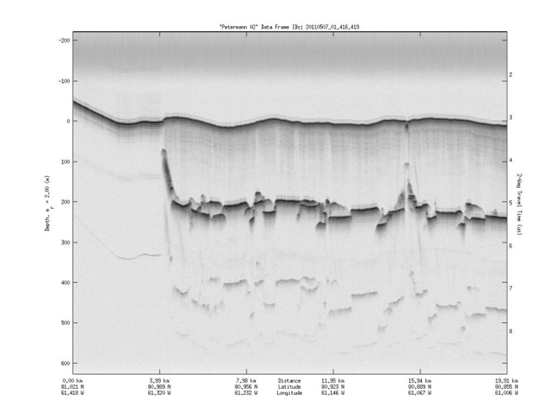 "Petermann 02" Data Frame IDs: 20110507_01_416_419
-200
-100
0
100
200
300
400
500
600
Depth, e_r = 2.00 (m)
2
3
4
5
6
7
8
2-Way Travel Time (us)
0.00 km 3.99 km 7.98 km Distance 11.95 km 15.94 km 19.91 km
81.021 N 80.989 N 80.956 N Latitude 80.923 N 80.889 N 80.855 N
61.418 W 61.320 W 61.232 W Longitude 61.146 W 61.067 W 61.006 W